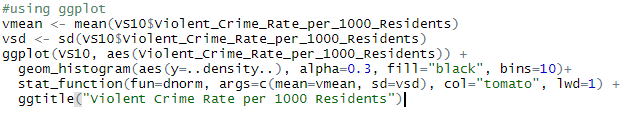 #using ggplot
vmean <- mean(VS10$Violent_Crime_Rate_per_1000_Residents)
vsd <- sd(VS10$Violent_Crime_Rate_per_1000_Residents)
ggplot(VS10, aes(Violent_Crime_Rate_per_1000_Residents)) +
  geom_histogram(aes(y=..density..), alpha=0.3, fill="black", bins=10)+
  stat_function(fun=dnorm, args=c(mean=vmean, sd=vsd), col="tomato", lwd=1) +
  ggtitle("Violent Crime Rate per 1000 Residents")